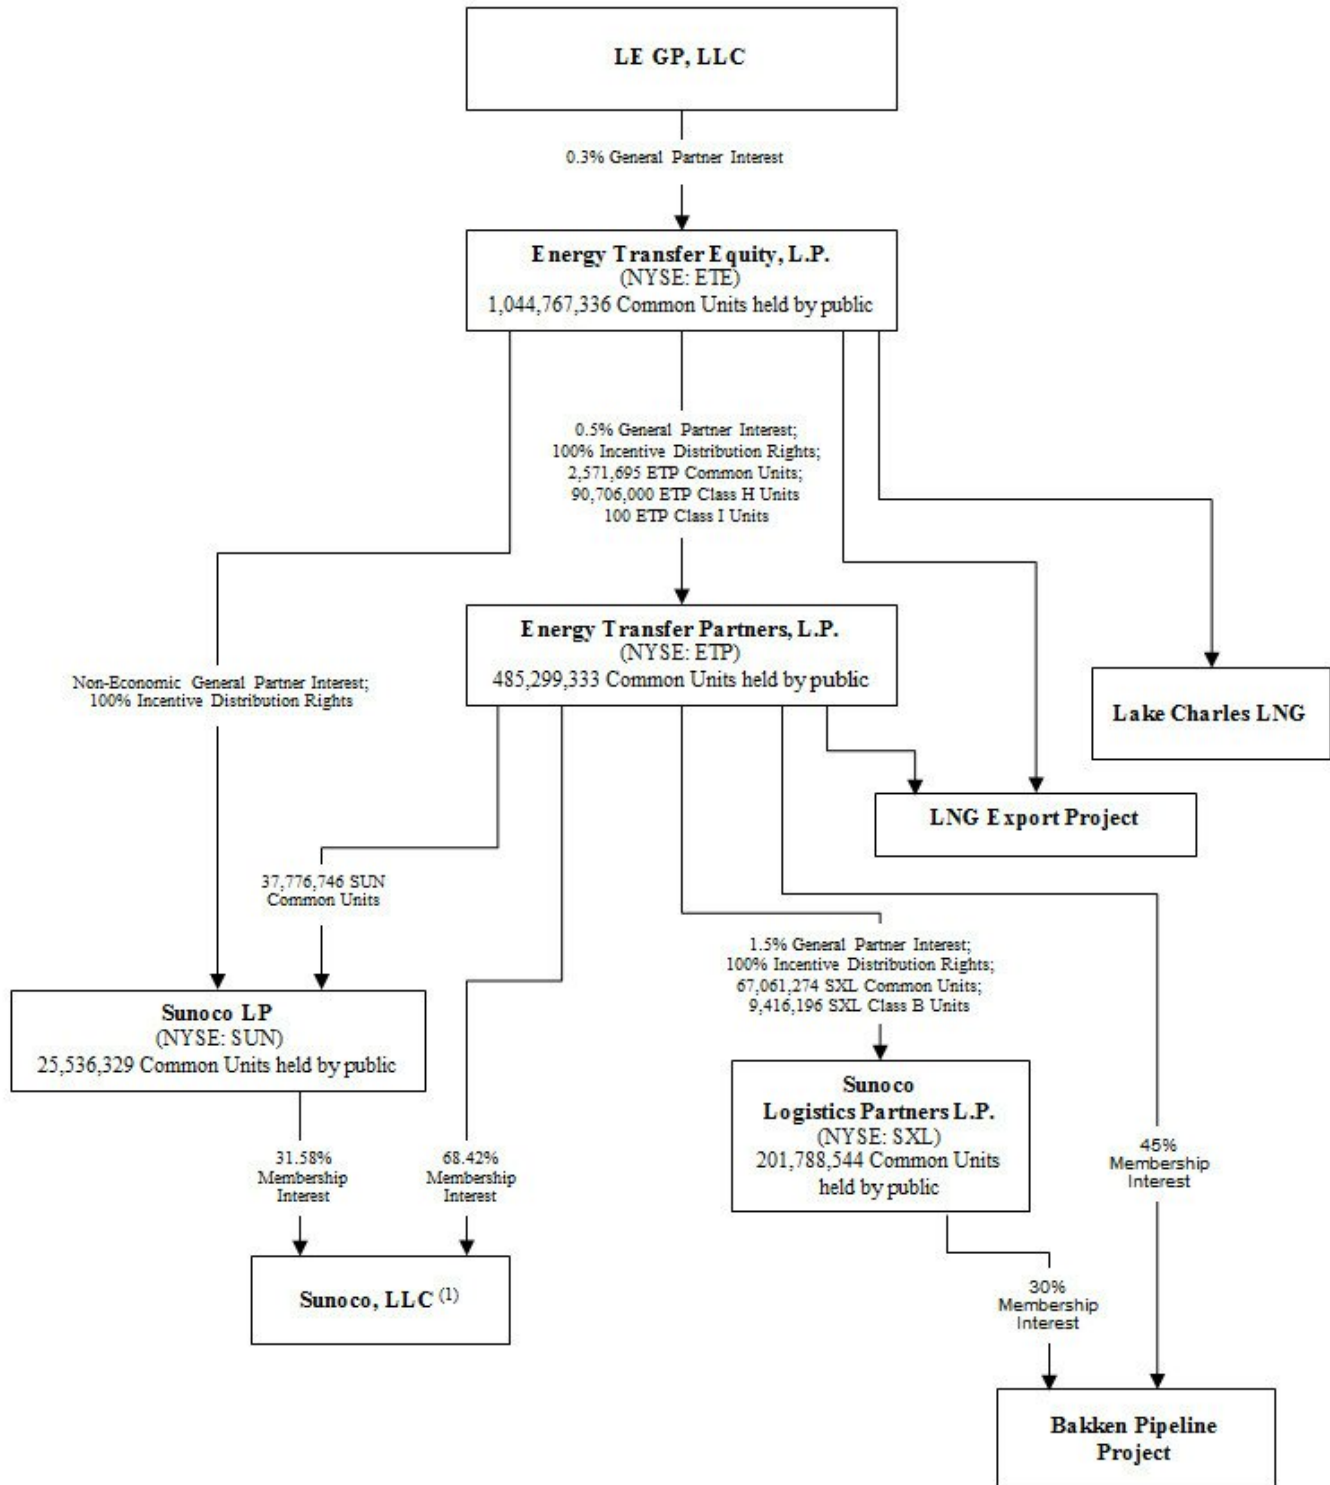 LE GP, LLC
0.3% General Partner Interest
Energy Transfer Equity, L.P.
(NYSE: ETE)
1,044,767,336 Common Units held by public
0.5% General Partner Interest;
100% Incentive Distribution Rights;
2,571,695 ETP Common Units;
90,706,000 ETP Class H Units
100 ETP Class I Units
Energy Transfer Partners, L.P.
(NYSE: ETP)
485,299,333 Common Units held by public
Non-Economic General Partner Interest;
100% Incentive Distribution Rights
Lake Charles LNG
LNG Export Project
37,776,746 SUN
Common Units
1.5% General Partner Interest;
100% Incentive Distribution Rights;
67,061,274 SXL Common Units;
9,416,196 SXL Class B Units
Sunoco LP
(NYSE: SUN)
25,536,329 Common Units held by public
Sunoco
Logistics Partners L.P.
(NYSE: SXL)
201,788,544 Common Units
held by public
31.58%
Membership
Interest
68.42%
Membership
Interest
45%
Membership
Interest
Sunoco, LLC (1)
30%
Membership
Interest
Bakken Pipeline
Project